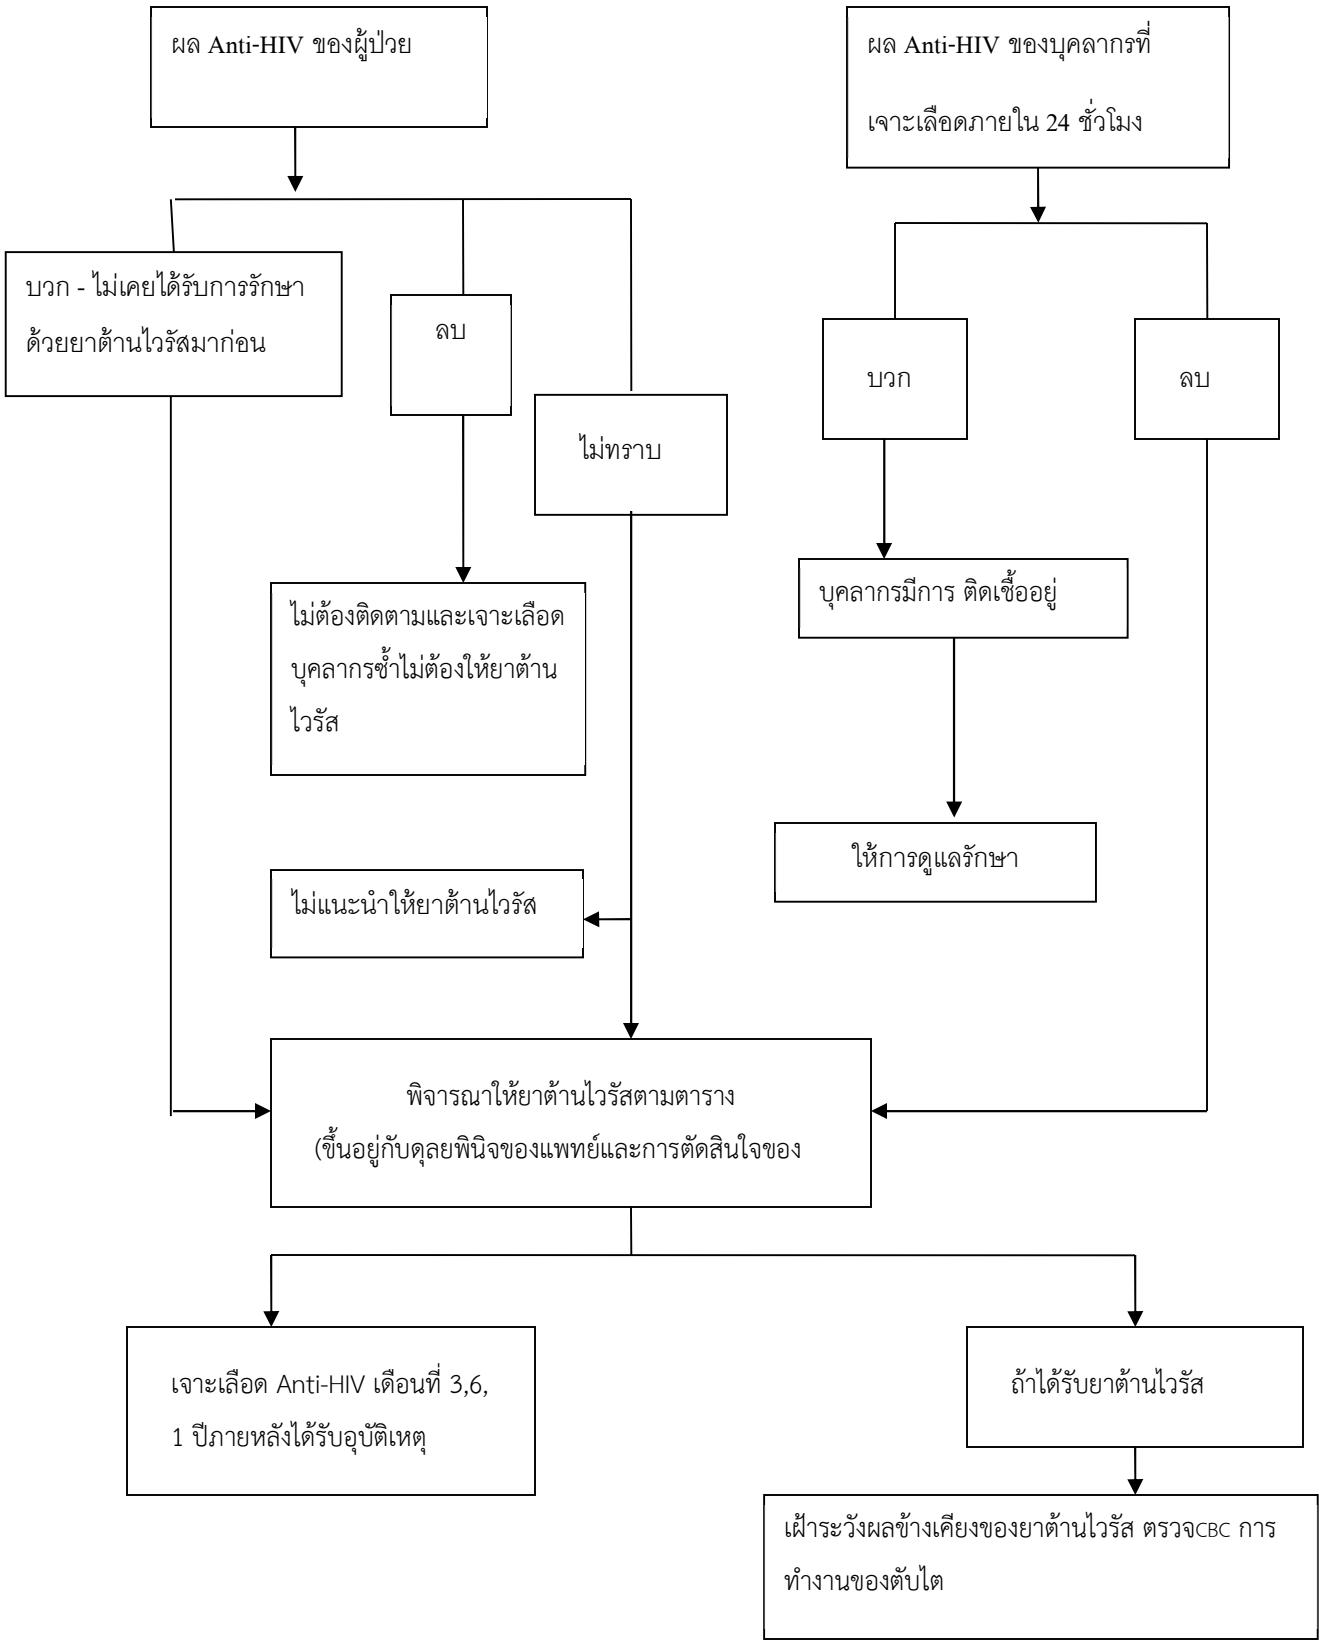 ผล Anti-HIV ของผู้ป่วย
ผล Anti-HIV ของบุคลากรที่
เจาะเลือดภายใน 24 ชั่วโมง
บวก - ไม่เคยได้รับการรักษา
ด้วยยาต้านไวรัสมาก่อน
ลบ
ไม่ทราบ
บวก
ลบ
ไม่ต้องติดตามและเจาะเลือด
บุคลากรซ้ำไม่ต้องให้ยาต้าน
ไวรัส
บุคลากรมีการ ติดเชื้ออยู่
ให้การดูแลรักษา
ไม่แนะนำให้ยาต้านไวรัส
พิจารณาให้ยาต้านไวรัสตามตาราง
(ขึ้นอยู่กับดุลยพินิจของแพทย์และการตัดสินใจของ
เจาะเลือด Anti-HIV เดือนที่ 3,6,
1 ปีภายหลังได้รับอุบัติเหตุ
ถ้าได้รับยาต้านไวรัส
เฝ้าระวังผลข้างเคียงของยาต้านไวรัส ตรวจCBC การ
ทำงานของตับไต